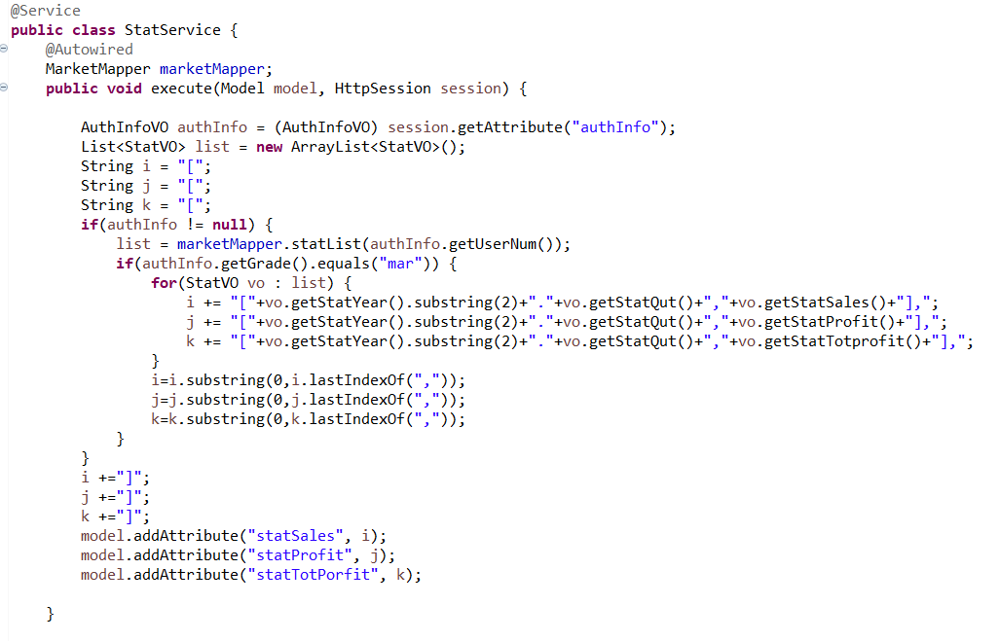 @Service
public class StatService {
@Autowired
MarketMapper marketMapper;
public void execute(Model model, HttpSession session) {
AuthInfoVO authInfo = (AuthInfoVO) session.getAttribute("authInfo");
List<StatVO> list = new ArrayList<StatVO>();
String i = "[";
String j = "[";
String k = "[";
if(authInfo != null) {
list = marketMapper.statList(authInfo.getUserNum());
if(authInfo.getGrade().equals("mar")) {
for(StatVO vo : list) {
i += "["+vo.getStatYear().substring(2)+"."+vo.getStatQut()+","+vo.getStatSales()+"],";
j += "["+vo.getStatYear().substring(2)+"."+vo.getStatQut()+","+vo.getStatProfit()+"],";
k += "["+vo.getStatYear().substring(2)+"."+vo.getStatQut()+","+vo.getStatTotprofit()+"],";
}
i=i.substring(0,i.lastIndexOf(","));
j=j.substring(0,j.lastIndexOf(","));
k=k.substring(0,k.lastIndexOf(","));
}
}
i +="]";
j +="]";
k +="]";
model.addAttribute("statSales", i);
model.addAttribute("statProfit", j);
model.addAttribute("statTotPorfit", k);
}